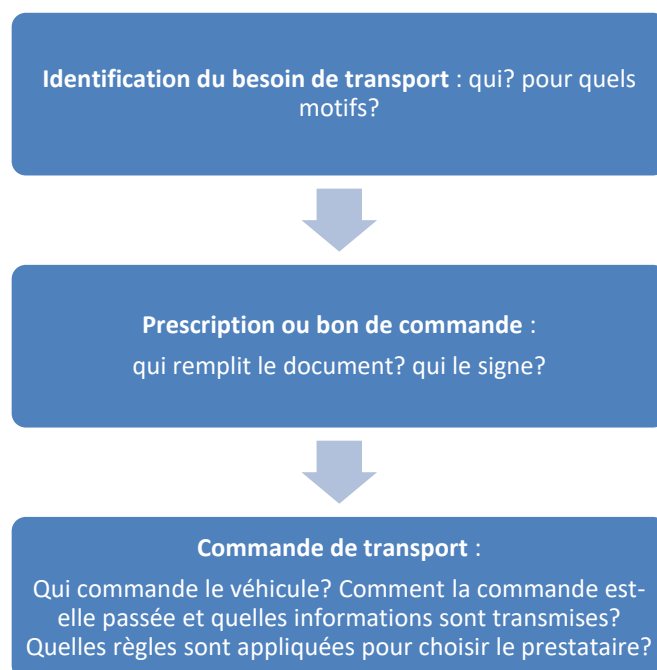 Identification du besoin de transport : qui? pour quels
motifs?
Prescription ou bon de commande :
qui remplit le document? qui le signe?
Commande de transport :
Qui commande le véhicule? Comment la commande est-
elle passée et quelles informations sont transmises?
Quelles règles sont appliquées pour choisir le prestataire?